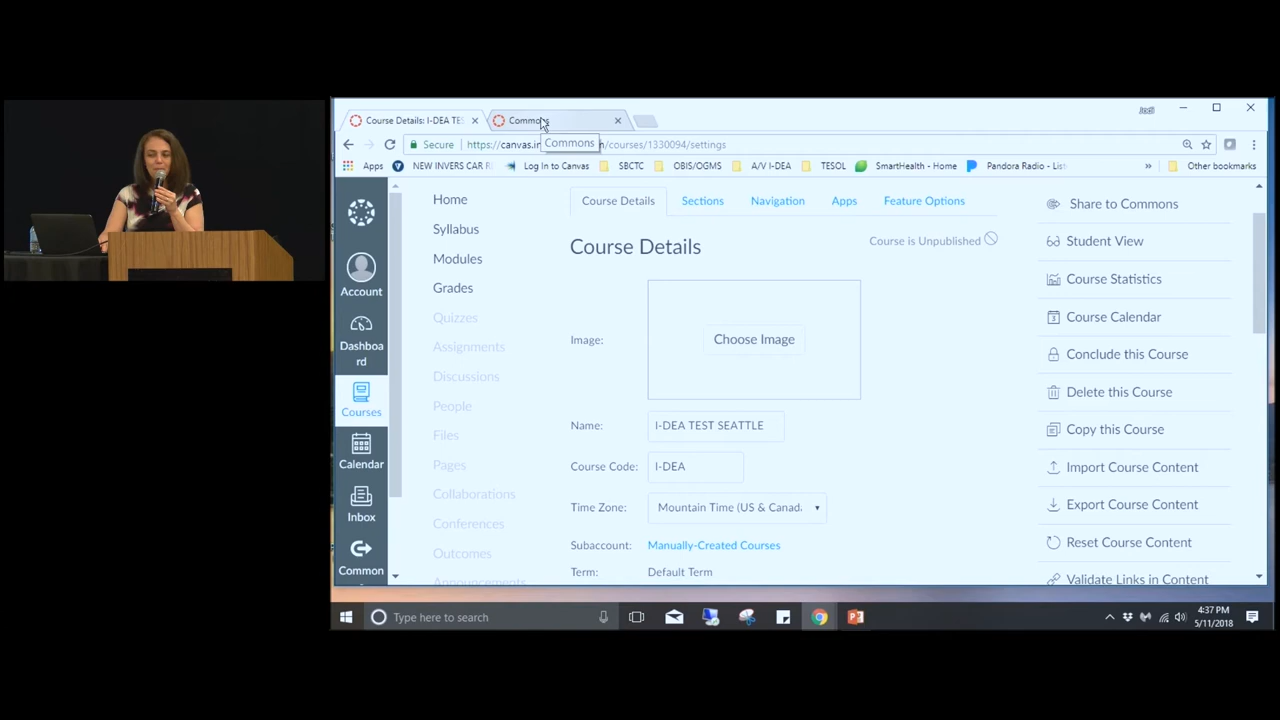 Course Details: I-DEA TES
Commons
Secure
https://canvas.in
m/courses/1330094/settings
Commons
Apps
NEW INVERS CAR R
Log In to Canvas
SBCTC
OBIS/OGMS
A/V I-DEA
TESOL
SmartHealth - Home
Pandora Radio - List
»
Other bookmarks
Account
Dashboa
rd
Courses
Calendar
Inbox
Common
Home
Syllabus
Modules
Grades
Quizzes
Assignments
Discussions
People
Files
Pages
Collaborations
Conferences
Outcomes
Announcements
Course Details
Sections
Navigation
Apps
Feature Options
Course Details
Course is Unpublished
Image:
Choose Image
Name:
I-DEA TEST SEATTLE
Course Code:
I-DEA
Time Zone:
Mountain Time (US & Canad
Subaccount:
Manually-Created Courses
Term:
Default Term
Share to Commons
Student View
Course Statistics
Course Calendar
Conclude this Course
Delete this Course
Copy this Course
Import Course Content
Export Course Content
Reset Course Content
Validate Links in Content
Type here to search
4:37 PM
5/11/2018